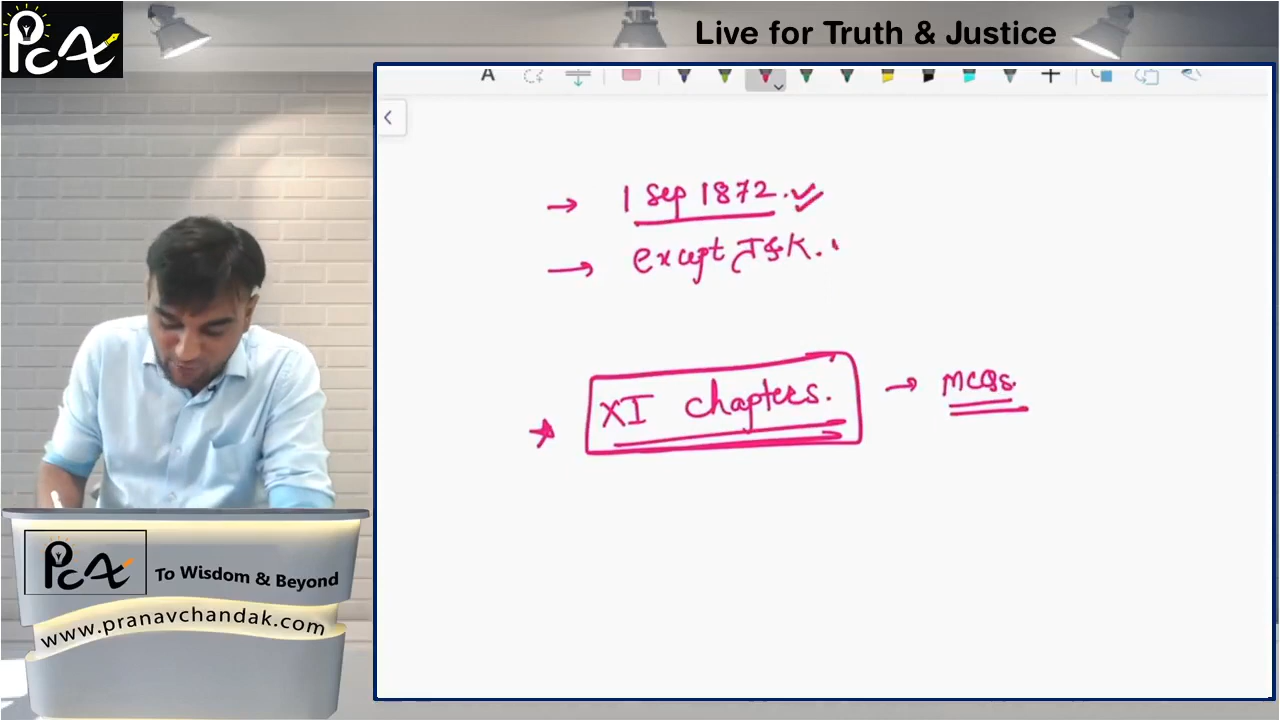 PCA
Live for Truth & Justice
A
→ 1 Sep 1872.
→ except J&K.
→ XI chapters. → MCQs.
PCA
To Wisdom & Beyond
www.pranavchandak.com